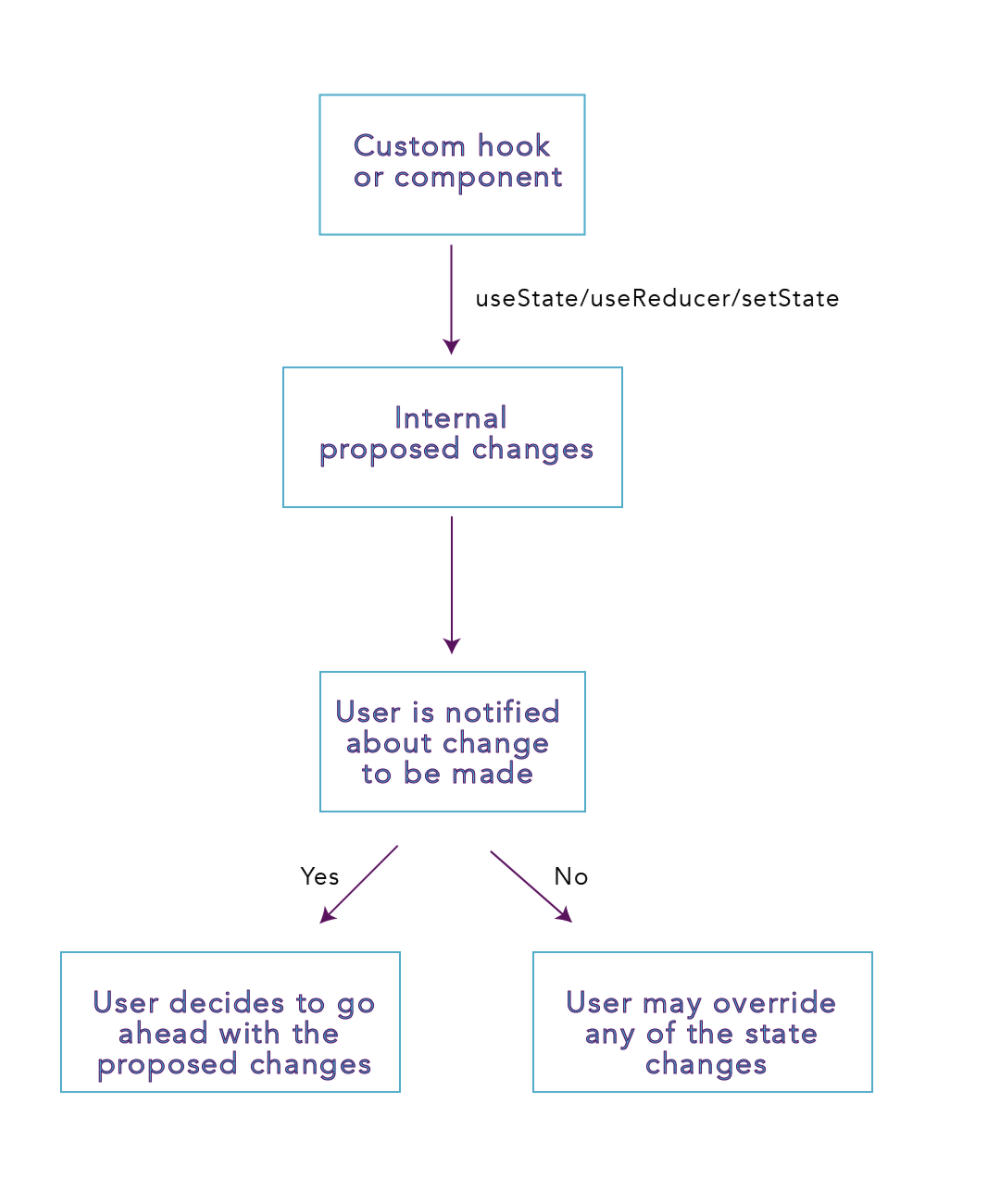 Custom hook
or component
useState/useReducer/setState
Internal
proposed changes
User is notified
about change
to be made
Yes
No
User decides to go
ahead with the
proposed changes
User may override
any of the state
changes